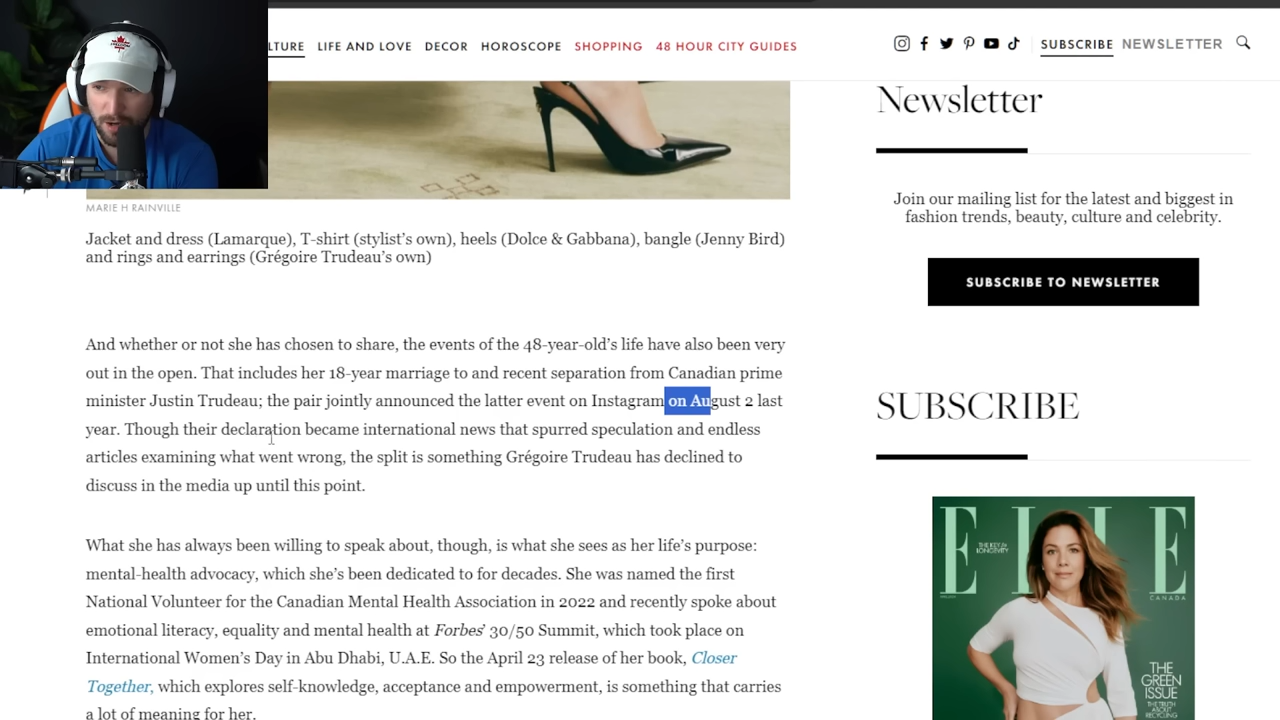 LTURE LIFE AND LOVE DECOR HOROSCOPE SHOPPING 48 HOUR CITY GUIDES
SUBSCRIBE NEWSLETTER
MARIE H RAINVILLE
Jacket and dress (Lamarque), T-shirt (stylist's own), heels (Dolce & Gabbana), bangle (Jenny Bird)
and rings and earrings (Grégoire Trudeau's own)
And whether or not she has chosen to share, the events of the 48-year-old's life have also been very
out in the open. That includes her 18-year marriage to and recent separation from Canadian prime
minister Justin Trudeau; the pair jointly announced the latter event on Instagram on August 2 last
year. Though their declaration became international news that spurred speculation and endless
articles examining what went wrong, the split is something Grégoire Trudeau has declined to
discuss in the media up until this point.
What she has always been willing to speak about, though, is what she sees as her life's purpose:
mental-health advocacy, which she's been dedicated to for decades. She was named the first
National Volunteer for the Canadian Mental Health Association in 2022 and recently spoke about
emotional literacy, equality and mental health at Forbes' 30/50 Summit, which took place on
International Women's Day in Abu Dhabi, U.A.E. So the April 23 release of her book, Closer
Together, which explores self-knowledge, acceptance and empowerment, is something that carries
a lot of meaning for her.
Newsletter
Join our mailing list for the latest and biggest in
fashion trends, beauty, culture and celebrity.
SUBSCRIBE TO NEWSLETTER
SUBSCRIBE
ELLE
CANADA
THE KEY TO
LONGEVITY
THE
GREEN
ISSUE
THE TRUTH
ABOUT
RECYCLING